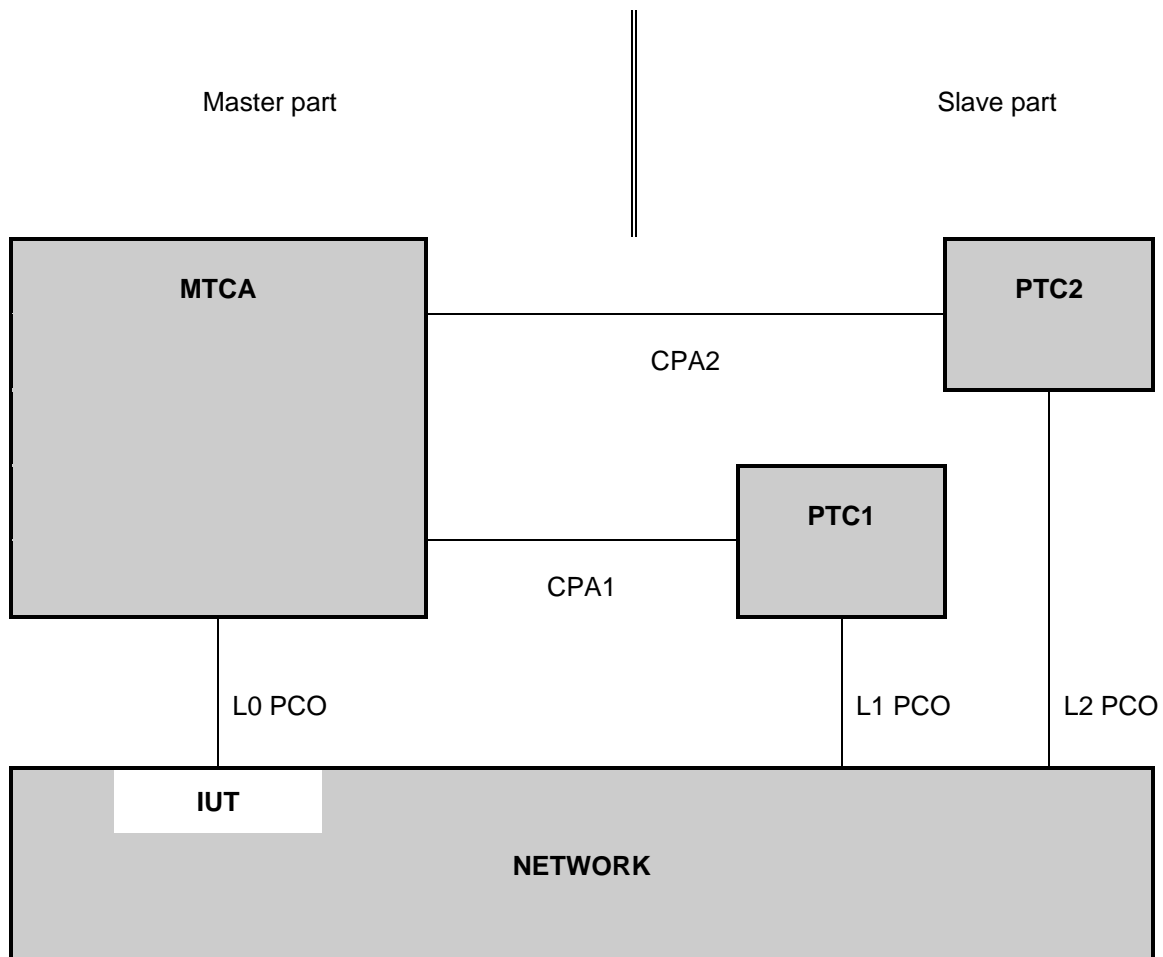 Master part
Slave part
MTCA
PTC2
CPA2
PTC1
CPA1
L0 PCO
L1 PCO
L2 PCO
IUT
NETWORK